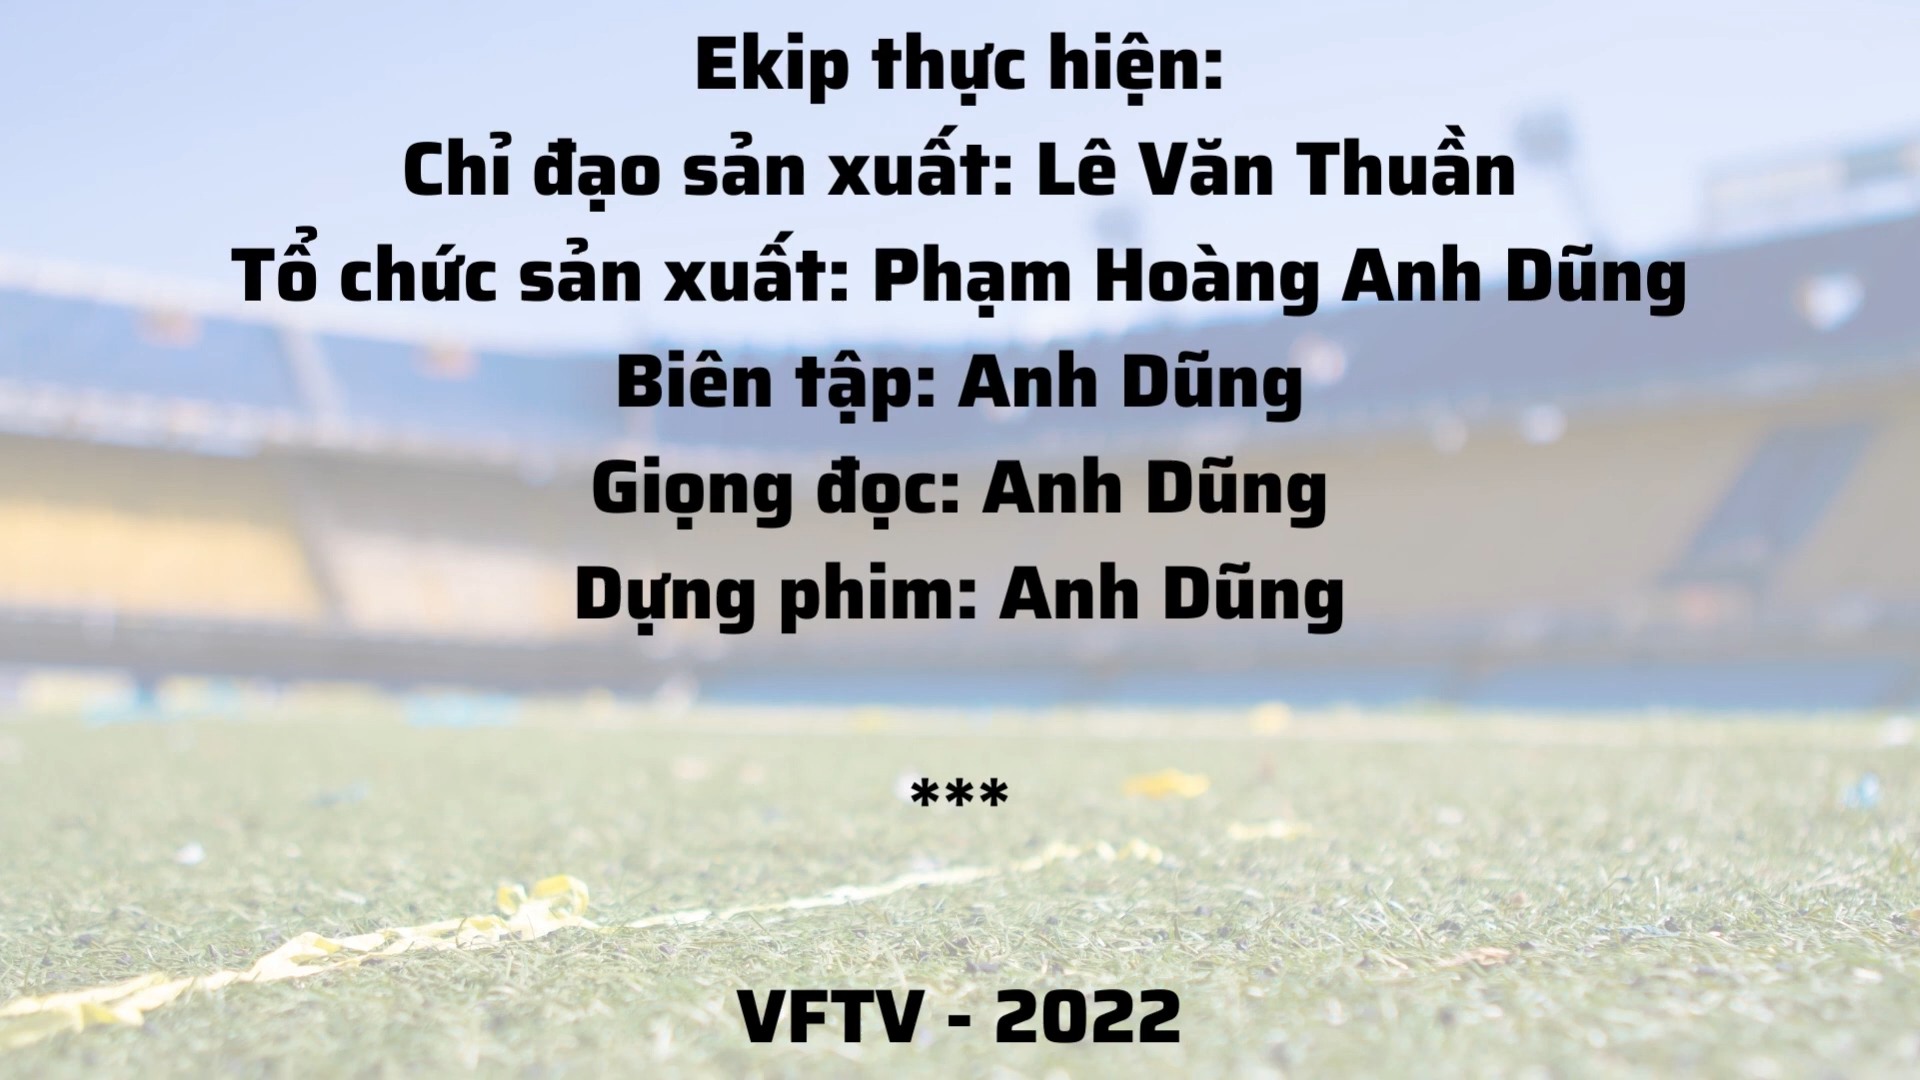 Ekip thực hiện:
Chỉ đạo sản xuất: Lê Văn Thuần
Tổ chức sản xuất: Phạm Hoàng Anh Dũng
Biên tập: Anh Dũng
Giọng đọc: Anh Dũng
Dựng phim: Anh Dũng
***
VFTV - 2022